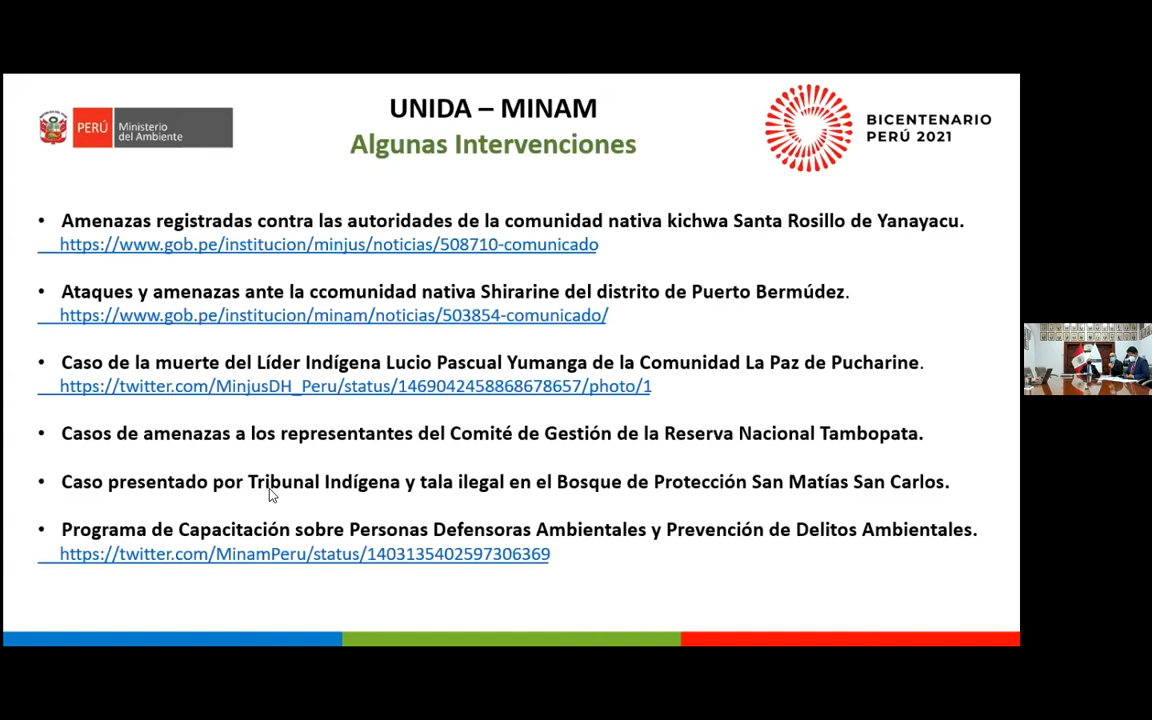 PERÚ
Ministerio
del Ambiente
UNIDA – MINAM
Algunas Intervenciones
BICENTENARIO
PERÚ 2021
• Amenazas registradas contra las autoridades de la comunidad nativa kichwa Santa Rosillo de Yanayacu.
https://www.gob.pe/institucion/minjus/noticias/508710-comunicado
• Ataques y amenazas ante la ccomunidad nativa Shirarine del distrito de Puerto Bermúdez.
https://www.gob.pe/institucion/minam/noticias/503854-comunicado/
• Caso de la muerte del Líder Indígena Lucio Pascual Yumanga de la Comunidad La Paz de Pucharine.
https://twitter.com/MinjusDH_Peru/status/1469042458868678657/photo/1
• Casos de amenazas a los representantes del Comité de Gestión de la Reserva Nacional Tambopata.
• Caso presentado por Tribunal Indígena y tala ilegal en el Bosque de Protección San Matías San Carlos.
• Programa de Capacitación sobre Personas Defensoras Ambientales y Prevención de Delitos Ambientales.
https://twitter.com/MinamPeru/status/1403135402597306369